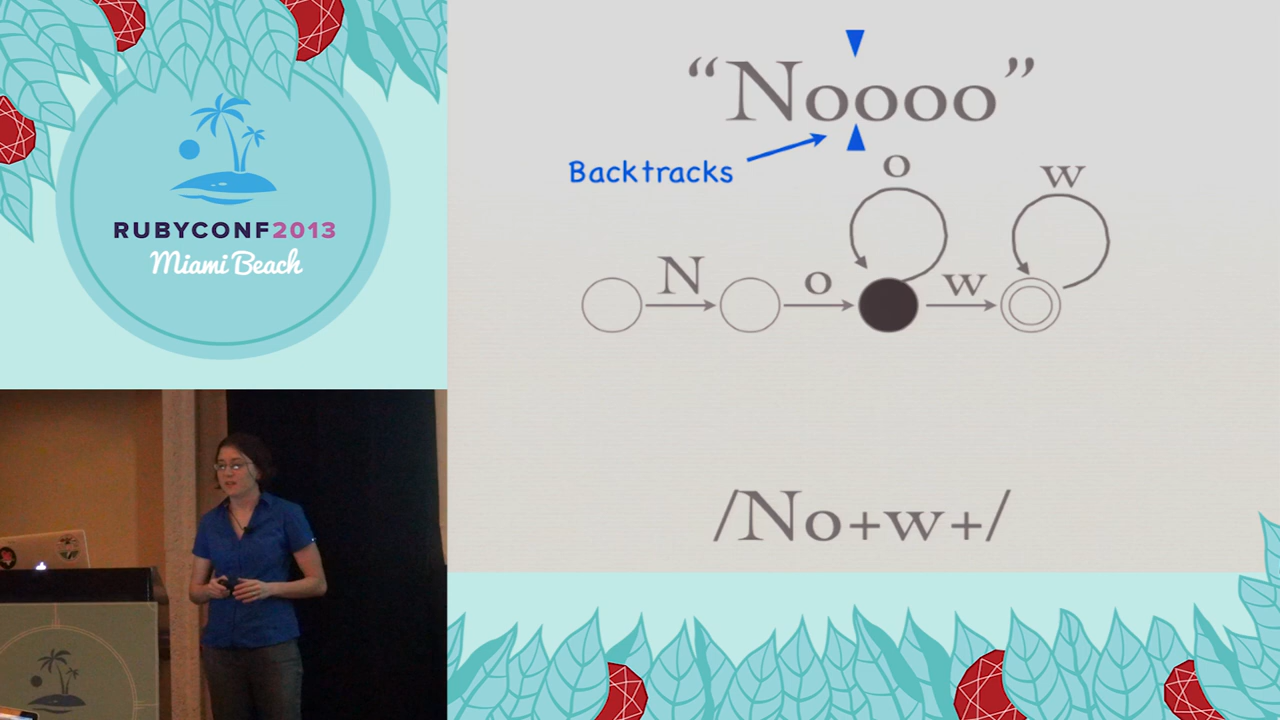 RUBYCONF2013
Miami Beach
“Noooo”
Backtracks
o
w
N
o
w
/No+w+/